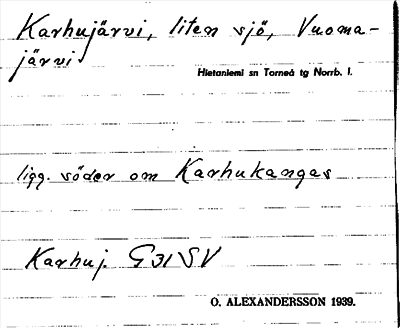 Karhujärvi, liten sjö, Vuoma-
järvi
Hietaniemi sn Torneå tg Norrb. l.
ligg. söder om Karhukangas
Karhuj. G31SV
O. ALEXANDERSSON 1939.